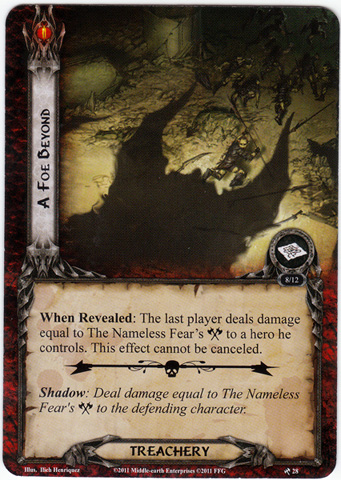 A Foe Beyond
8/12
When Revealed: The last player deals damage
equal to The Nameless Fear's to a hero he
controls. This effect cannot be canceled.
Shadow: Deal damage equal to The Nameless
Fear's to the defending character.
TREACHERY
Illus. Ilich Henriquez ©2011 Middle-earth Enterprises ©2011 FFG 28